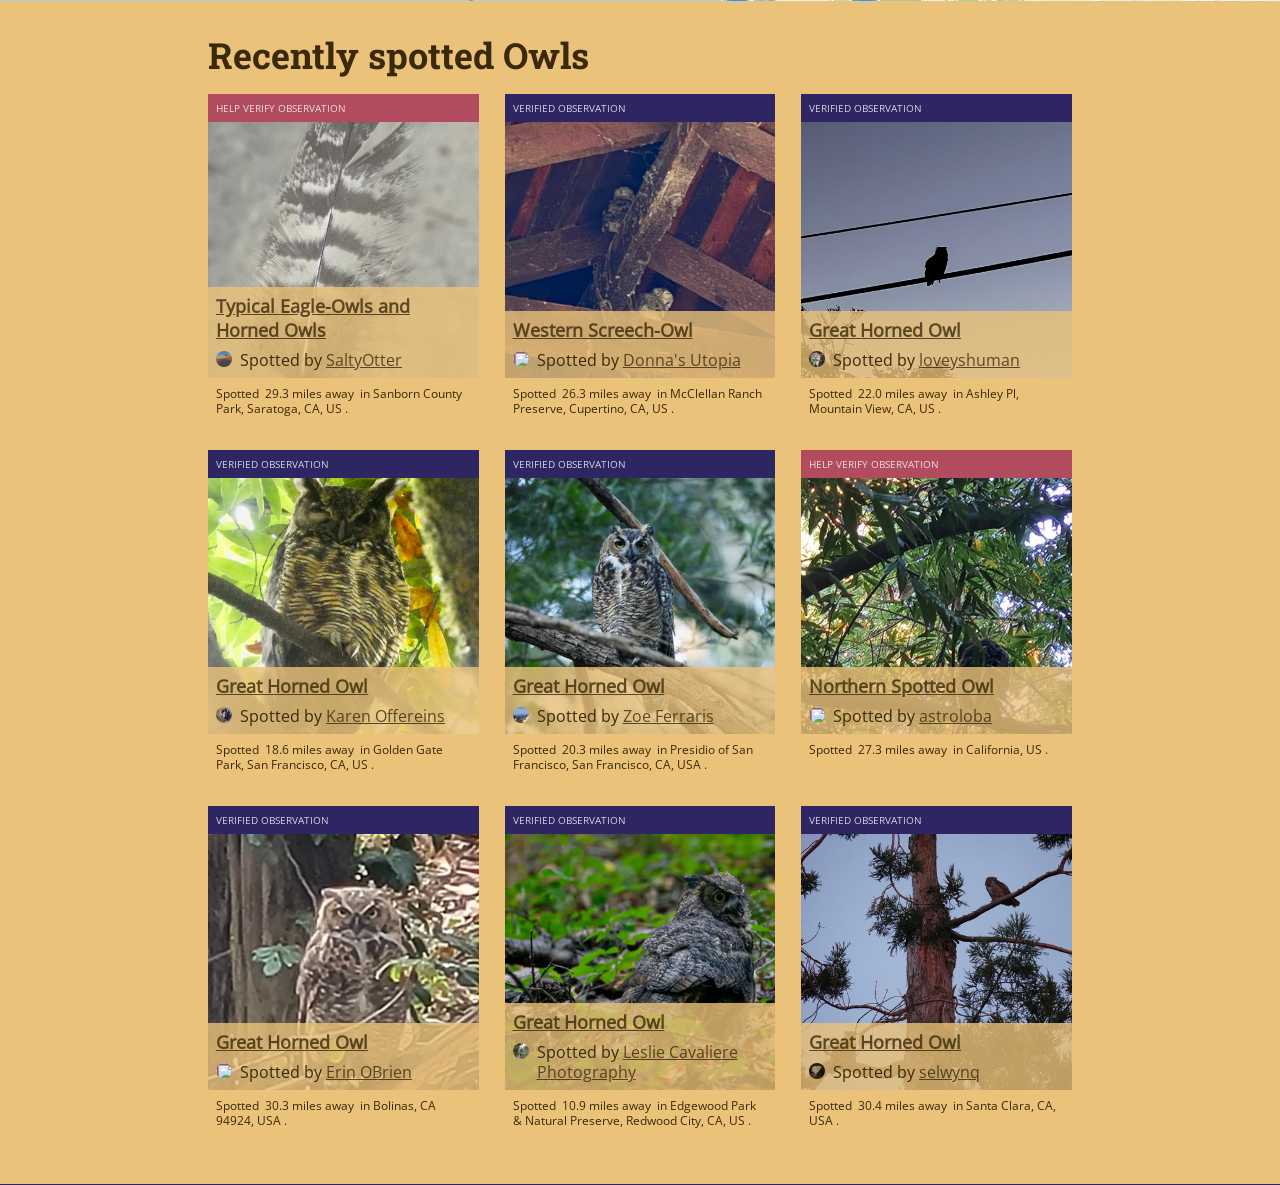 Recently spotted Owls
HELP VERIFY OBSERVATION
Typical Eagle-Owls and
Horned Owls
Spotted by SaltyOtter
Spotted 29.3 miles away in Sanborn County
Park, Saratoga, CA, US .
VERIFIED OBSERVATION
Western Screech-Owl
Spotted by Donna's Utopia
Spotted 26.3 miles away in McClellan Ranch
Preserve, Cupertino, CA, US .
VERIFIED OBSERVATION
Great Horned Owl
Spotted by loveyshuman
Spotted 22.0 miles away in Ashley Pl,
Mountain View, CA, US .
VERIFIED OBSERVATION
Great Horned Owl
Spotted by Karen Offereins
Spotted 18.6 miles away in Golden Gate
Park, San Francisco, CA, US .
VERIFIED OBSERVATION
Great Horned Owl
Spotted by Zoe Ferraris
Spotted 20.3 miles away in Presidio of San
Francisco, San Francisco, CA, USA .
HELP VERIFY OBSERVATION
Northern Spotted Owl
Spotted by astroloba
Spotted 27.3 miles away in California, US .
VERIFIED OBSERVATION
Great Horned Owl
Spotted by Erin OBrien
Spotted 30.3 miles away in Bolinas, CA
94924, USA .
VERIFIED OBSERVATION
Great Horned Owl
Spotted by Leslie Cavaliere
Photography
Spotted 10.9 miles away in Edgewood Park
& Natural Preserve, Redwood City, CA, US .
VERIFIED OBSERVATION
Great Horned Owl
Spotted by selwynq
Spotted 30.4 miles away in Santa Clara, CA,
USA .